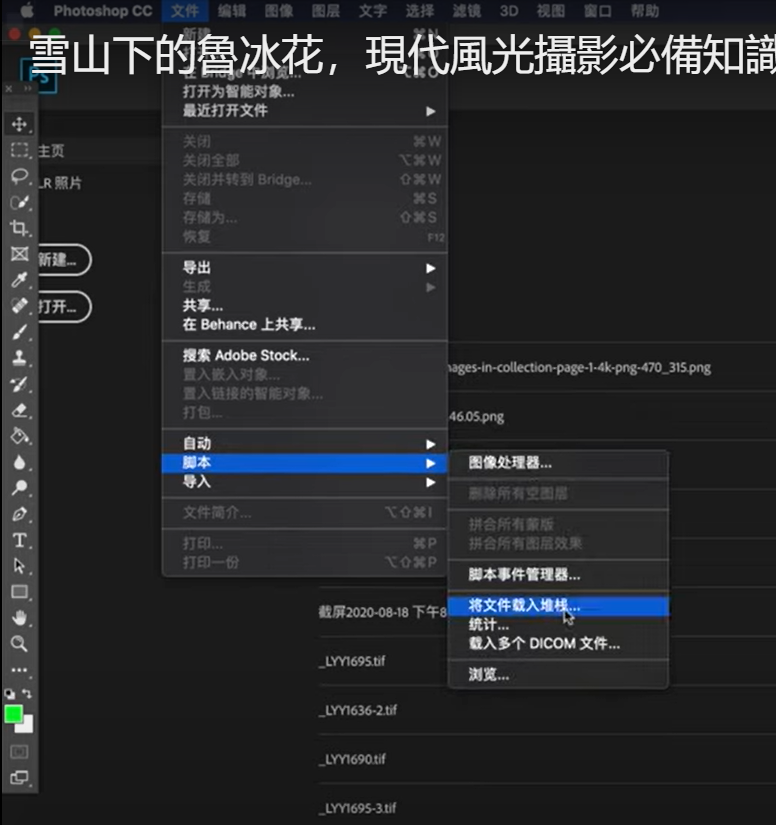 Photoshop CC 文件 编辑 图像 图层 文字 选择 滤镜 3D 视图 窗口 帮助
雪山下的魯冰花，現代風光攝影必備知識
Ps
在 Bridge 中浏览...
打开为智能对象...
最近打开文件
关闭 ⌘W
关闭全部 ⌥⌘W
关闭并转到 Bridge... ⇧⌘W
存储 ⌘S
存储为... ⇧⌘S
恢复 F12
导出
生成
共享...
在 Behance 上共享...
搜索 Adobe Stock...
置入嵌入对象...
置入链接的智能对象...
打包...
自动
脚本
导入
文件简介... ⌥⇧⌘I
打印... ⌘P
打印一份 ⌥⇧⌘P
主页
LR 照片
新建...
打开...
图像处理器...
删除所有空图层
拼合所有蒙版
拼合所有图层效果
脚本事件管理器...
将文件载入堆栈...
统计...
载入多个 DICOM 文件...
浏览...
ages-in-collection-page-1-4k-png-470_315.png
46.05.png
截屏2020-08-18 下午8
_LYY1695.tif
_LYY1636-2.tif
_LYY1690.tif
_LYY1695-3.tif